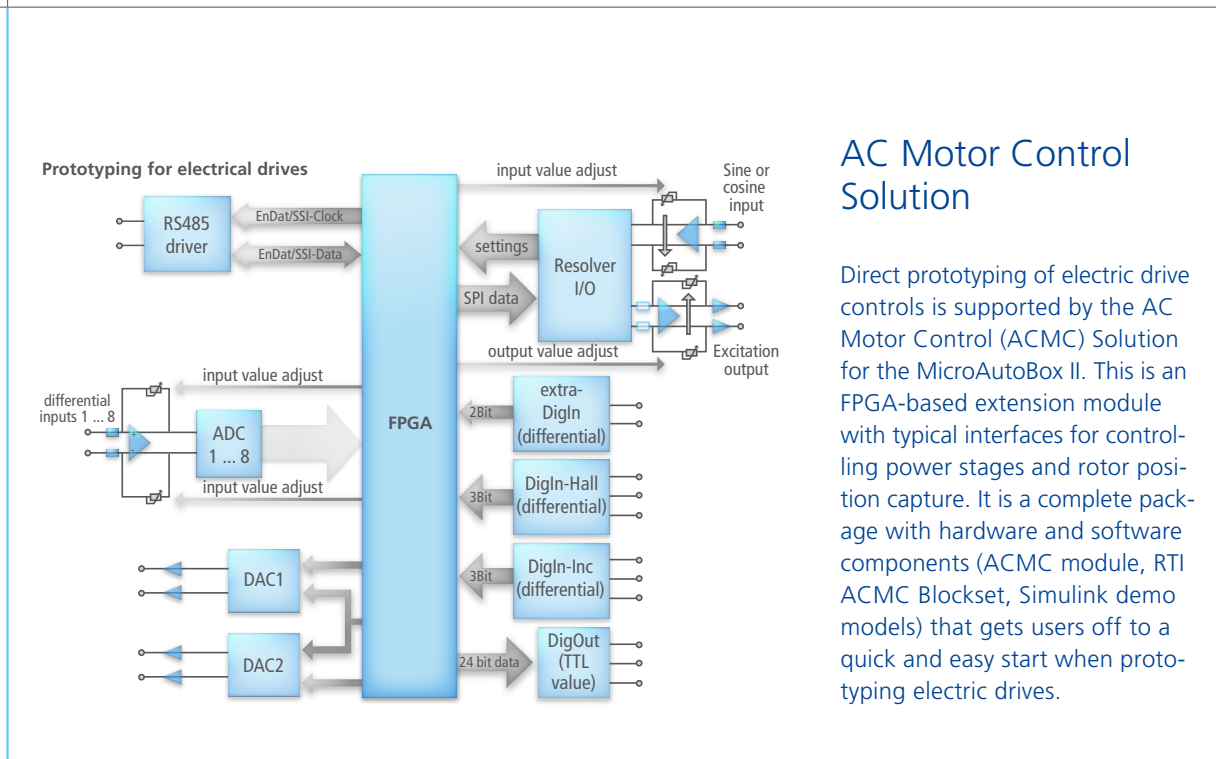 Prototyping for electrical drives
RS485
driver
EnDat/SSI-Clock
EnDat/SSI-Data
input value adjust
Sine or
cosine
input
settings
Resolver
I/O
SPI data
output value adjust
Excitation
output
differential
inputs 1 ... 8
input value adjust
+
-
ADC
1 ... 8
input value adjust
FPGA
2Bit
extra-
DigIn
(differential)
3Bit
DigIn-Hall
(differential)
3Bit
DigIn-Inc
(differential)
DAC1
DAC2
24 bit data
DigOut
(TTL
value)
AC Motor Control
Solution
Direct prototyping of electric drive
controls is supported by the AC
Motor Control (ACMC) Solution
for the MicroAutoBox II. This is an
FPGA-based extension module
with typical interfaces for control-
ling power stages and rotor posi-
tion capture. It is a complete pack-
age with hardware and software
components (ACMC module, RTI
ACMC Blockset, Simulink demo
models) that gets users off to a
quick and easy start when proto-
typing electric drives.